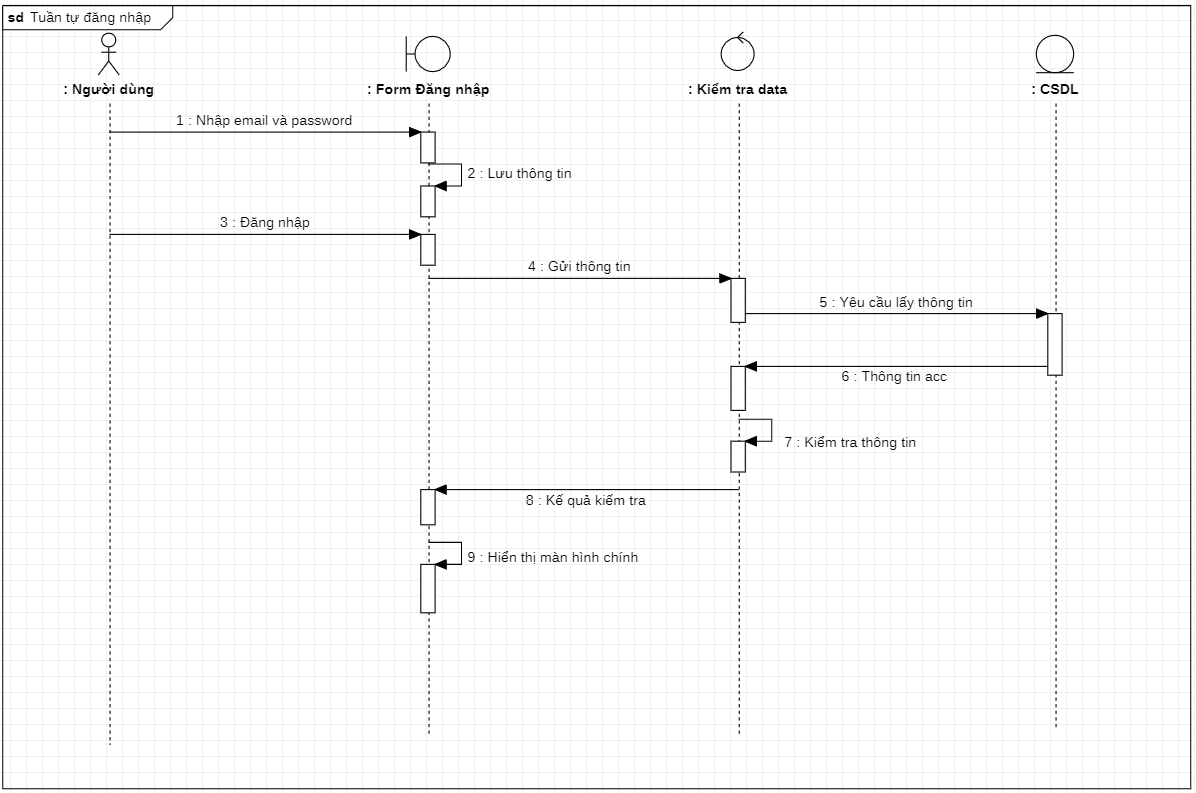 sd Tuần tự đăng nhập
: Người dùng
: Form Đăng nhập
: Kiểm tra data
: CSDL
1 : Nhập email và password
2 : Lưu thông tin
3 : Đăng nhập
4 : Gửi thông tin
5 : Yêu cầu lấy thông tin
6 : Thông tin acc
7 : Kiểm tra thông tin
8 : Kế quả kiếm tra
9 : Hiển thị màn hình chính